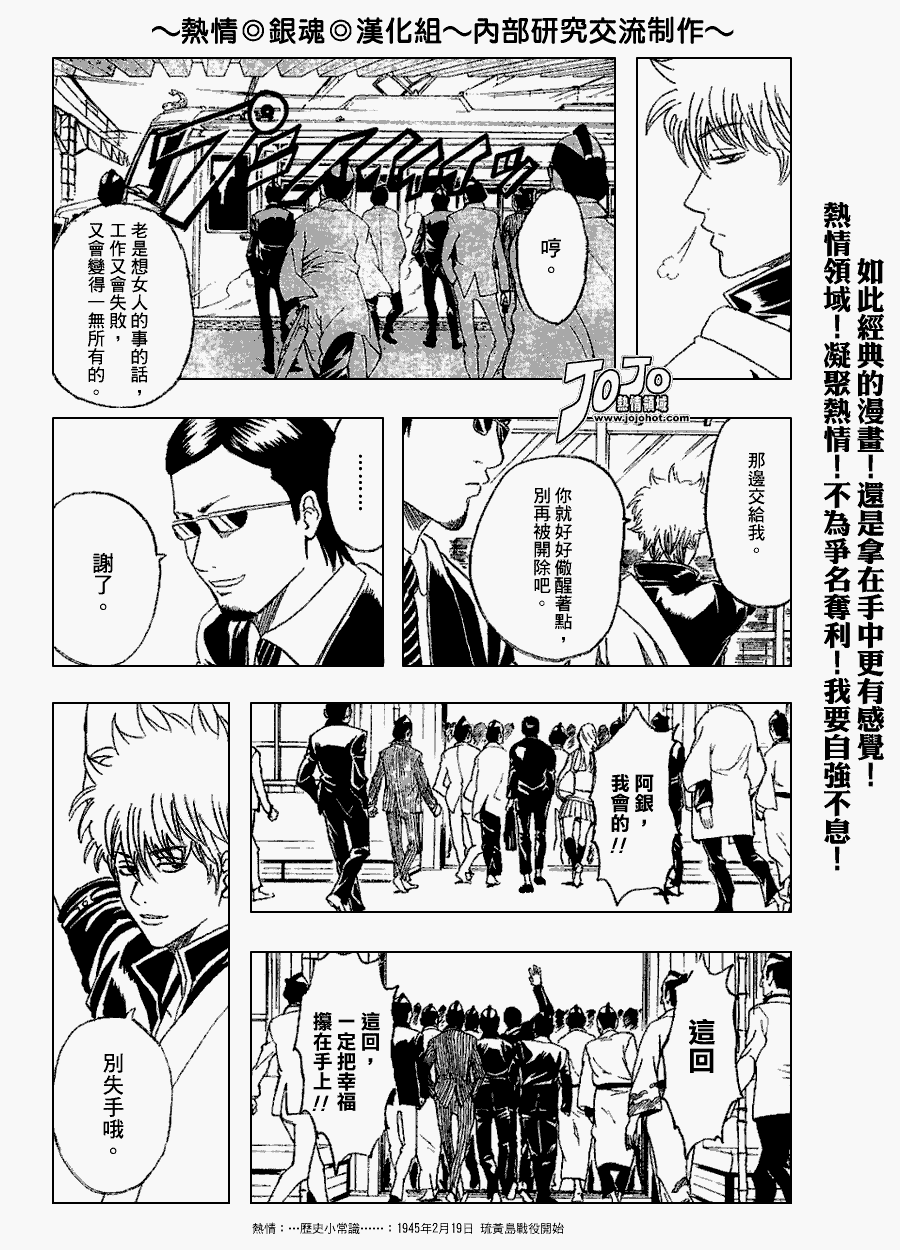 ～熱情◎銀魂◎漢化組～內部研究交流制作～
プシィィィッ
哼。
老是想女人的事的話，
工作又會失敗，
又會變得一無所有的。
JOJO
熱情領域
www.jojohot.com
如此經典的漫畫！還是拿在手中更有感覺！
熱情領域！凝聚熱情！不為爭名奪利！我要自強不息！
那邊交給我。
你就好好儆醒著點，
別再被開除吧。
⋯⋯
謝了。
阿銀，
我會的!!
這回
這回，
一定把幸福
攥在手上!!
別失手哦。
熱情：…歷史小常識……：1945年2月19日 琉黃島戰役開始